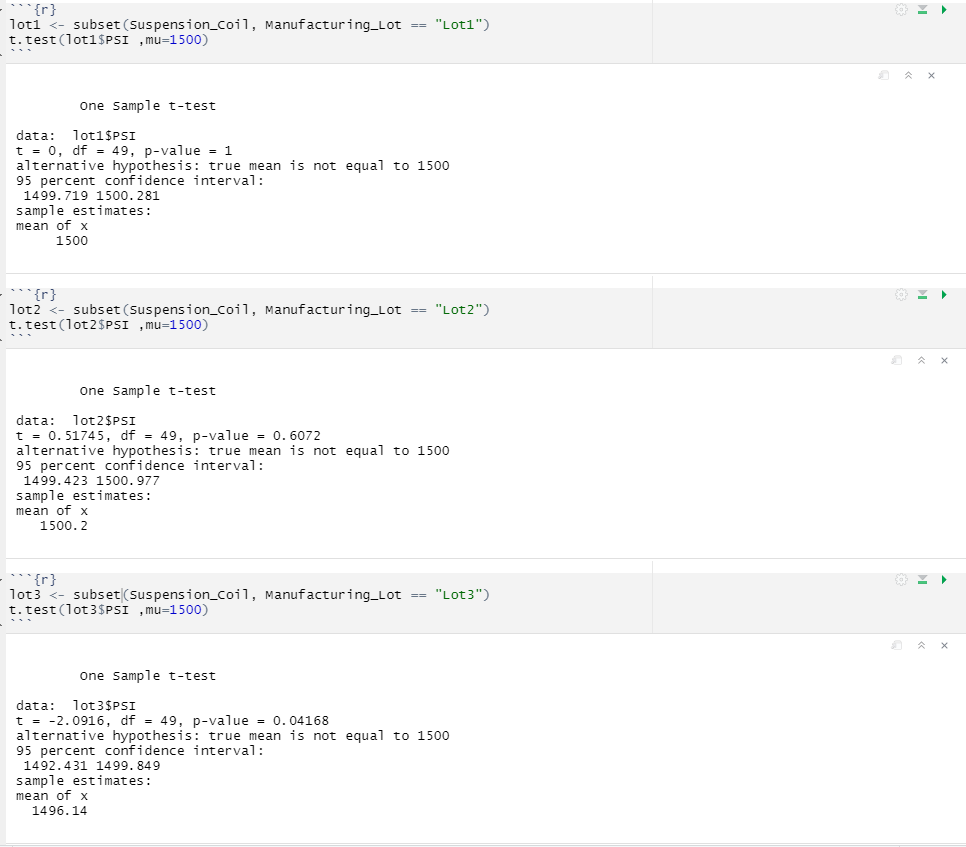 ```{r}
lot1 <- subset(Suspension_Coil, Manufacturing_Lot == "Lot1")
t.test(lot1$PSI ,mu=1500)
```
One Sample t-test
data:  lot1$PSI
t = 0, df = 49, p-value = 1
alternative hypothesis: true mean is not equal to 1500
95 percent confidence interval:
1499.719 1500.281
sample estimates:
mean of x
1500
```{r}
lot2 <- subset(Suspension_Coil, Manufacturing_Lot == "Lot2")
t.test(lot2$PSI ,mu=1500)
```
One Sample t-test
data:  lot2$PSI
t = 0.51745, df = 49, p-value = 0.6072
alternative hypothesis: true mean is not equal to 1500
95 percent confidence interval:
1499.423 1500.977
sample estimates:
mean of x
1500.2
```{r}
lot3 <- subset(Suspension_Coil, Manufacturing_Lot == "Lot3")
t.test(lot3$PSI ,mu=1500)
```
One Sample t-test
data:  lot3$PSI
t = -2.0916, df = 49, p-value = 0.04168
alternative hypothesis: true mean is not equal to 1500
95 percent confidence interval:
1492.431 1499.849
sample estimates:
mean of x
1496.14